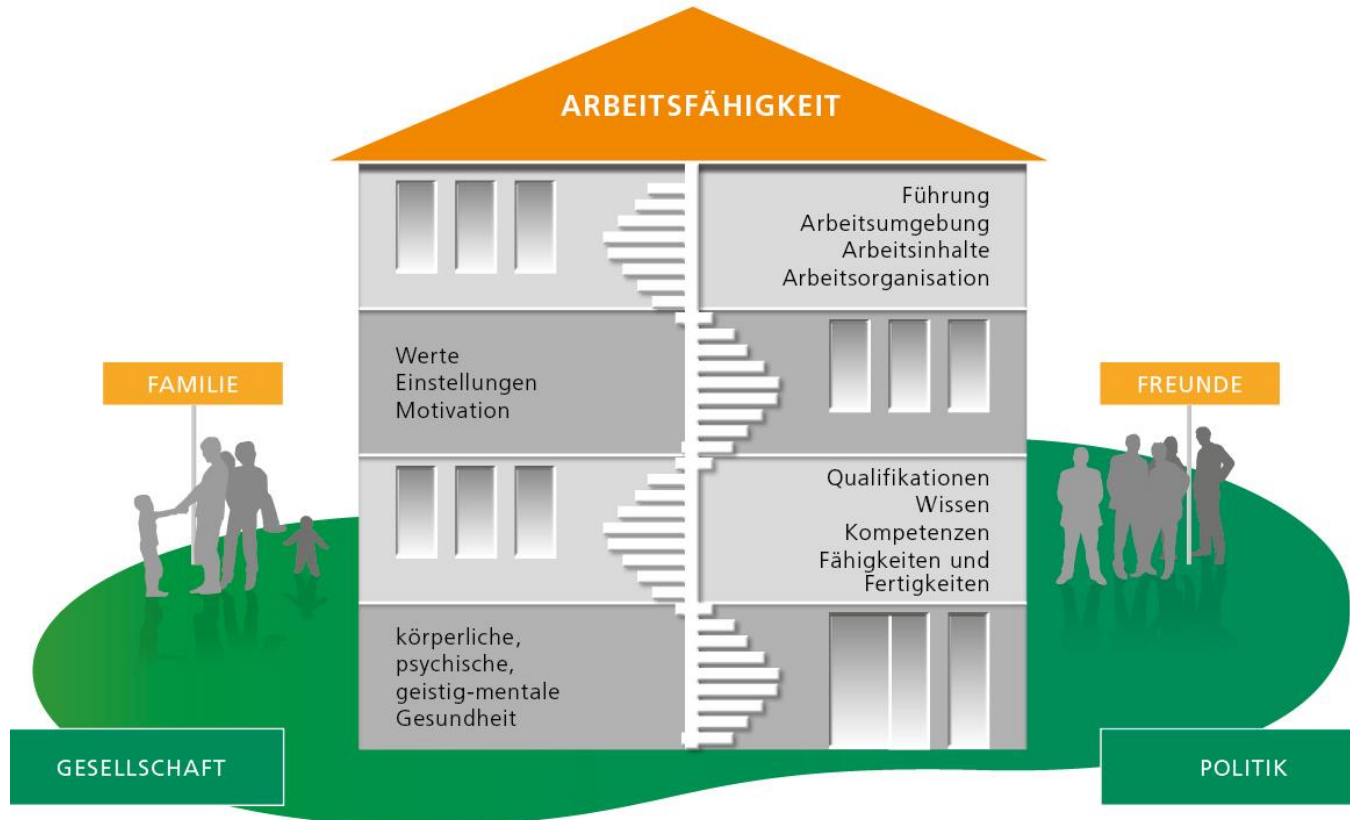 ARBEITSFÄHIGKEIT
Führung
Arbeitsumgebung
Arbeitsinhalte
Arbeitsorganisation
Werte
Einstellungen
Motivation
FAMILIE
FREUNDE
Qualifikationen
Wissen
Kompetenzen
Fähigkeiten und
Fertigkeiten
körperliche,
psychische,
geistig-mentale
Gesundheit
GESELLSCHAFT
POLITIK